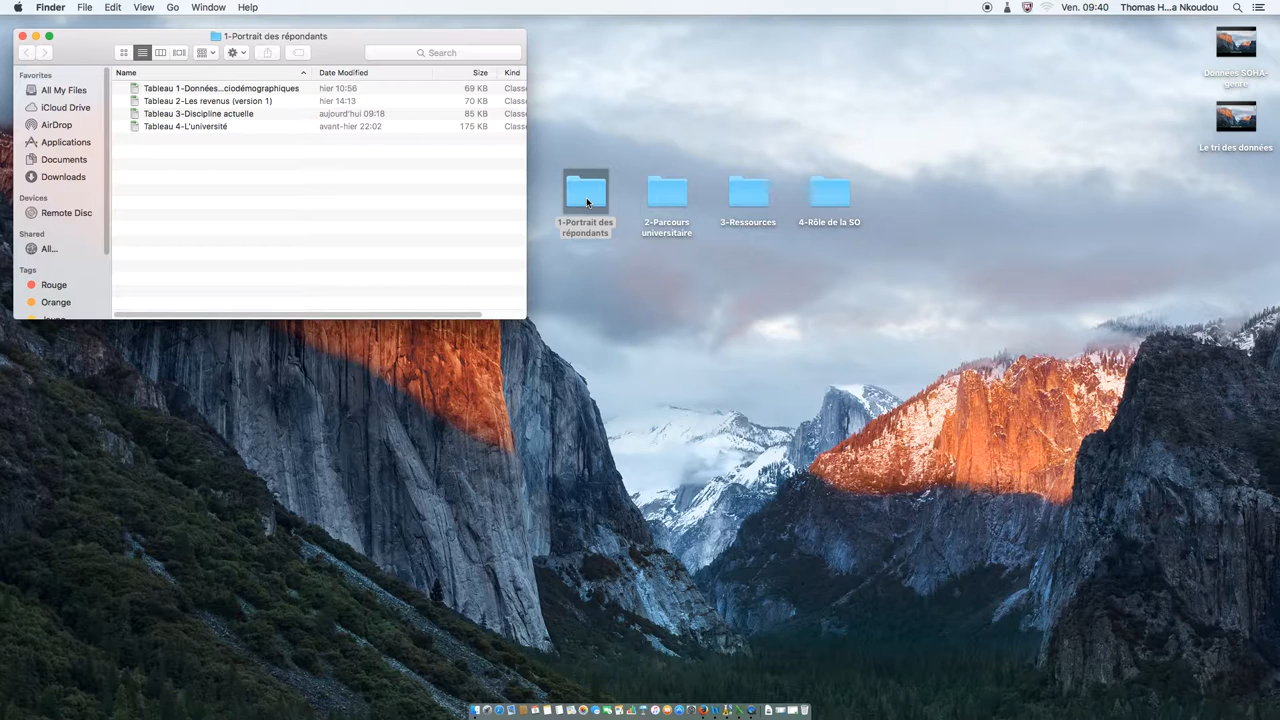 Finder File Edit View Go Window Help Ven. 09:40 Thomas H...a Nkoudou
1-Portrait des répondants
Search
Favorites
All My Files
iCloud Drive
AirDrop
Applications
Documents
Downloads
Devices
Remote Disc
Shared
All...
Tags
Rouge
Orange
Name Date Modified Size Kind
Tableau 1-Données...ciodémographiques hier 10:56 69 KB Classe
Tableau 2-Les revenus (version 1) hier 14:13 70 KB Classe
Tableau 3-Discipline actuelle aujourd'hui 09:18 85 KB Classe
Tableau 4-L'université avant-hier 22:02 175 KB Classe
1-Portrait des
répondants
2-Parcours
universitaire
3-Ressources
4-Rôle de la SO
Données SOHA-
genre
Le tri des données